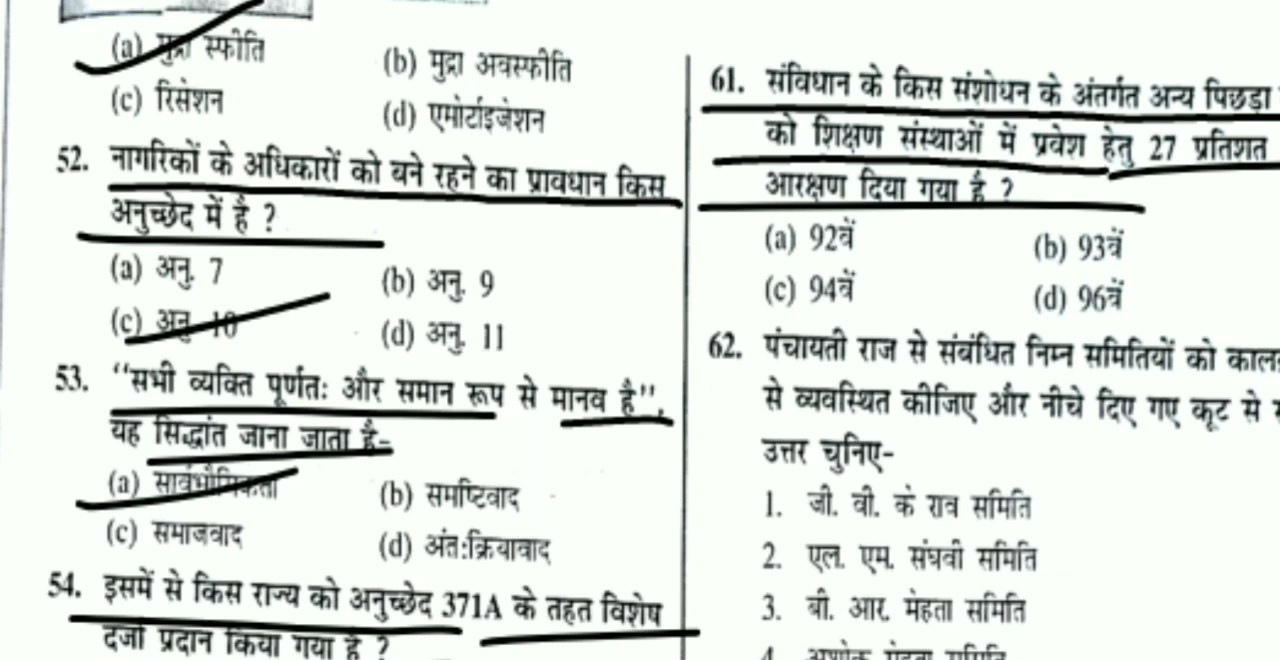 (a) मुद्रा स्फीति
(b) मुद्रा अवस्फीति
(c) रिसेशन
(d) एमोर्टाइजेशन
52. नागरिकों के अधिकारों को बने रहने का प्रावधान किस
अनुच्छेद में है ?
(a) अनु. 7
(b) अनु. 9
(c) अनु. 10
(d) अनु. 11
53. “सभी व्यक्ति पूर्णतः और समान रूप से मानव है”,
यह सिद्धांत जाना जाता है-
(a) सार्वभौमिकता
(b) समष्टिवाद
(c) समाजवाद
(d) अंत:क्रियावाद
54. इसमें से किस राज्य को अनुच्छेद 371A के तहत विशेष
दर्जा प्रदान किया गया है ?
61. संविधान के किस संशोधन के अंतर्गत अन्य पिछड़ा
को शिक्षण संस्थाओं में प्रवेश हेतु 27 प्रतिशत
आरक्षण दिया गया है ?
(a) 92वें
(b) 93वें
(c) 94वें
(d) 96वें
62. पंचायती राज से संबंधित निम्न समितियों को
से व्यवस्थित कीजिए और नीचे दिए गए कूट से
उत्तर चुनिए-
1. जी. वी. के राव समिति
2. एल. एम. संघवी समिति
3. बी. आर. मेहता समिति
4. अशोक मेहता समिति